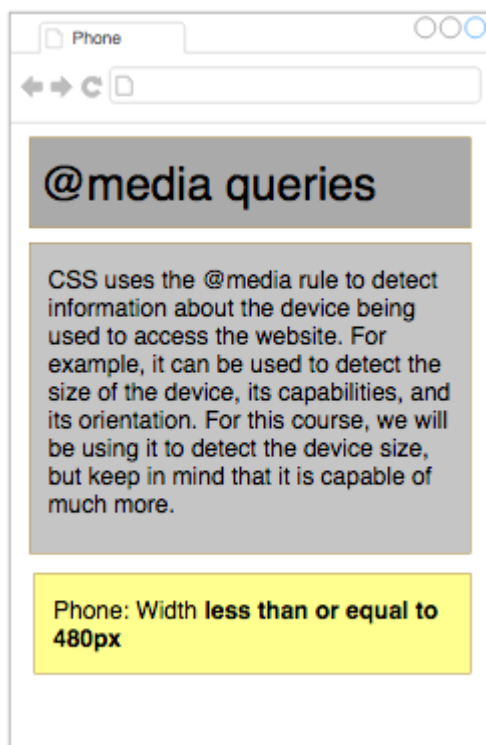 Phone
@media queries
CSS uses the @media rule to detect
information about the device being
used to access the website. For
example, it can be used to detect the
size of the device, its capabilities, and
its orientation. For this course, we will
be using it to detect the device size,
but keep in mind that it is capable of
much more.
Phone: Width less than or equal to
480px